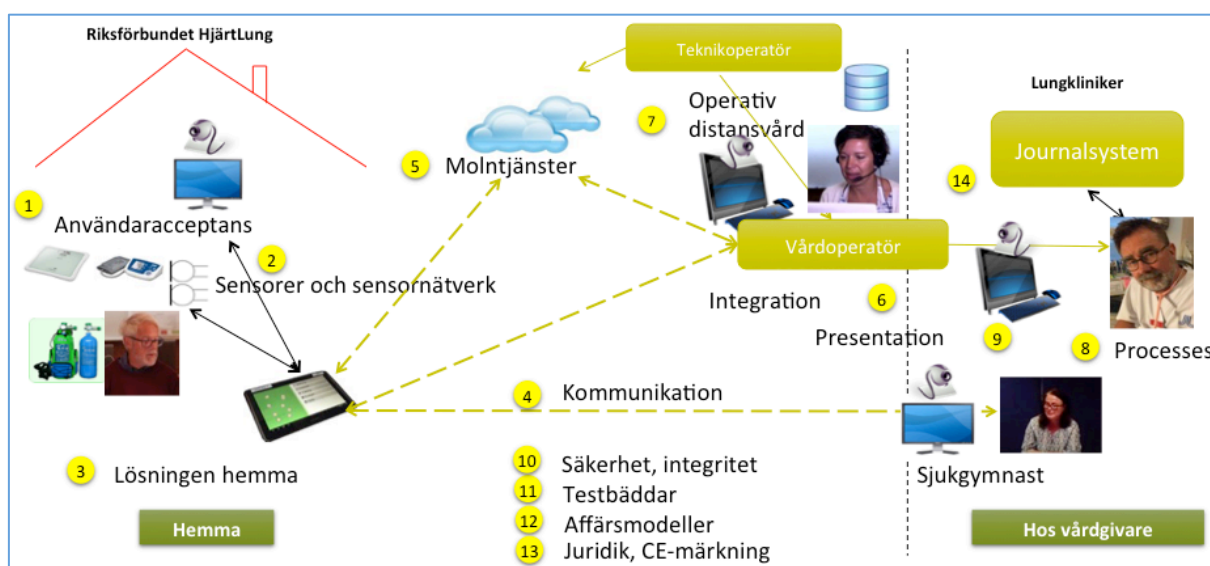 Riksförbundet HjärtLung
Teknikoperatör
Lungkliniker
7
Operativ
distansvård
Journalsystem
5
Molntjänster
14
1
Användaracceptans
2
Sensorer och sensornätverk
Vårdoperatör
Integration
6
Presentation
9
8
Processes
4
Kommunikation
3
Lösningen hemma
10
Säkerhet, integritet
Sjukgymnast
11
Testbäddar
12
Affärsmodeller
13
Juridik, CE-märkning
Hemma
Hos vårdgivare